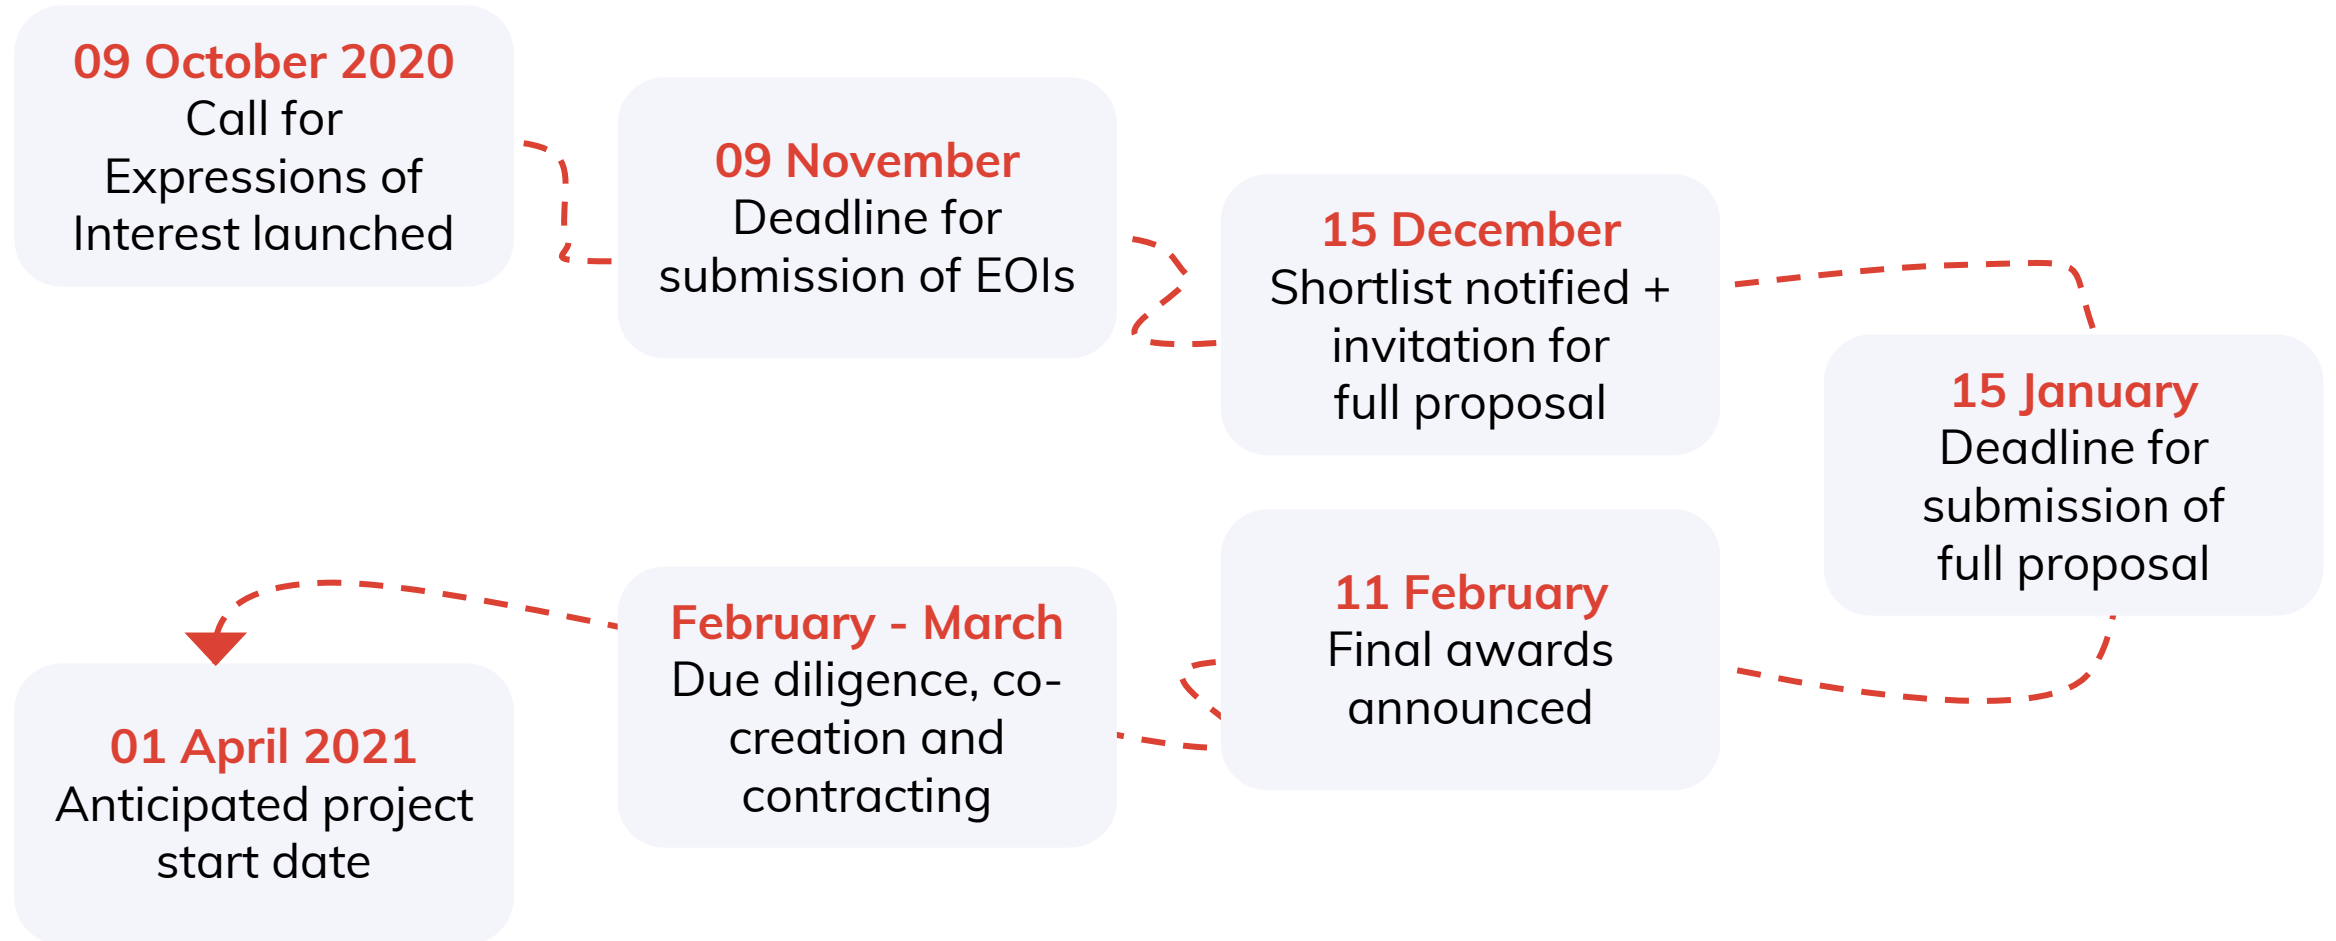 09 October 2020
Call for
Expressions of
Interest launched
09 November
Deadline for
submission of EOIs
15 December
Shortlist notified +
invitation for
full proposal
15 January
Deadline for
submission of
full proposal
11 February
Final awards
announced
February - March
Due diligence, co-
creation and
contracting
01 April 2021
Anticipated project
start date